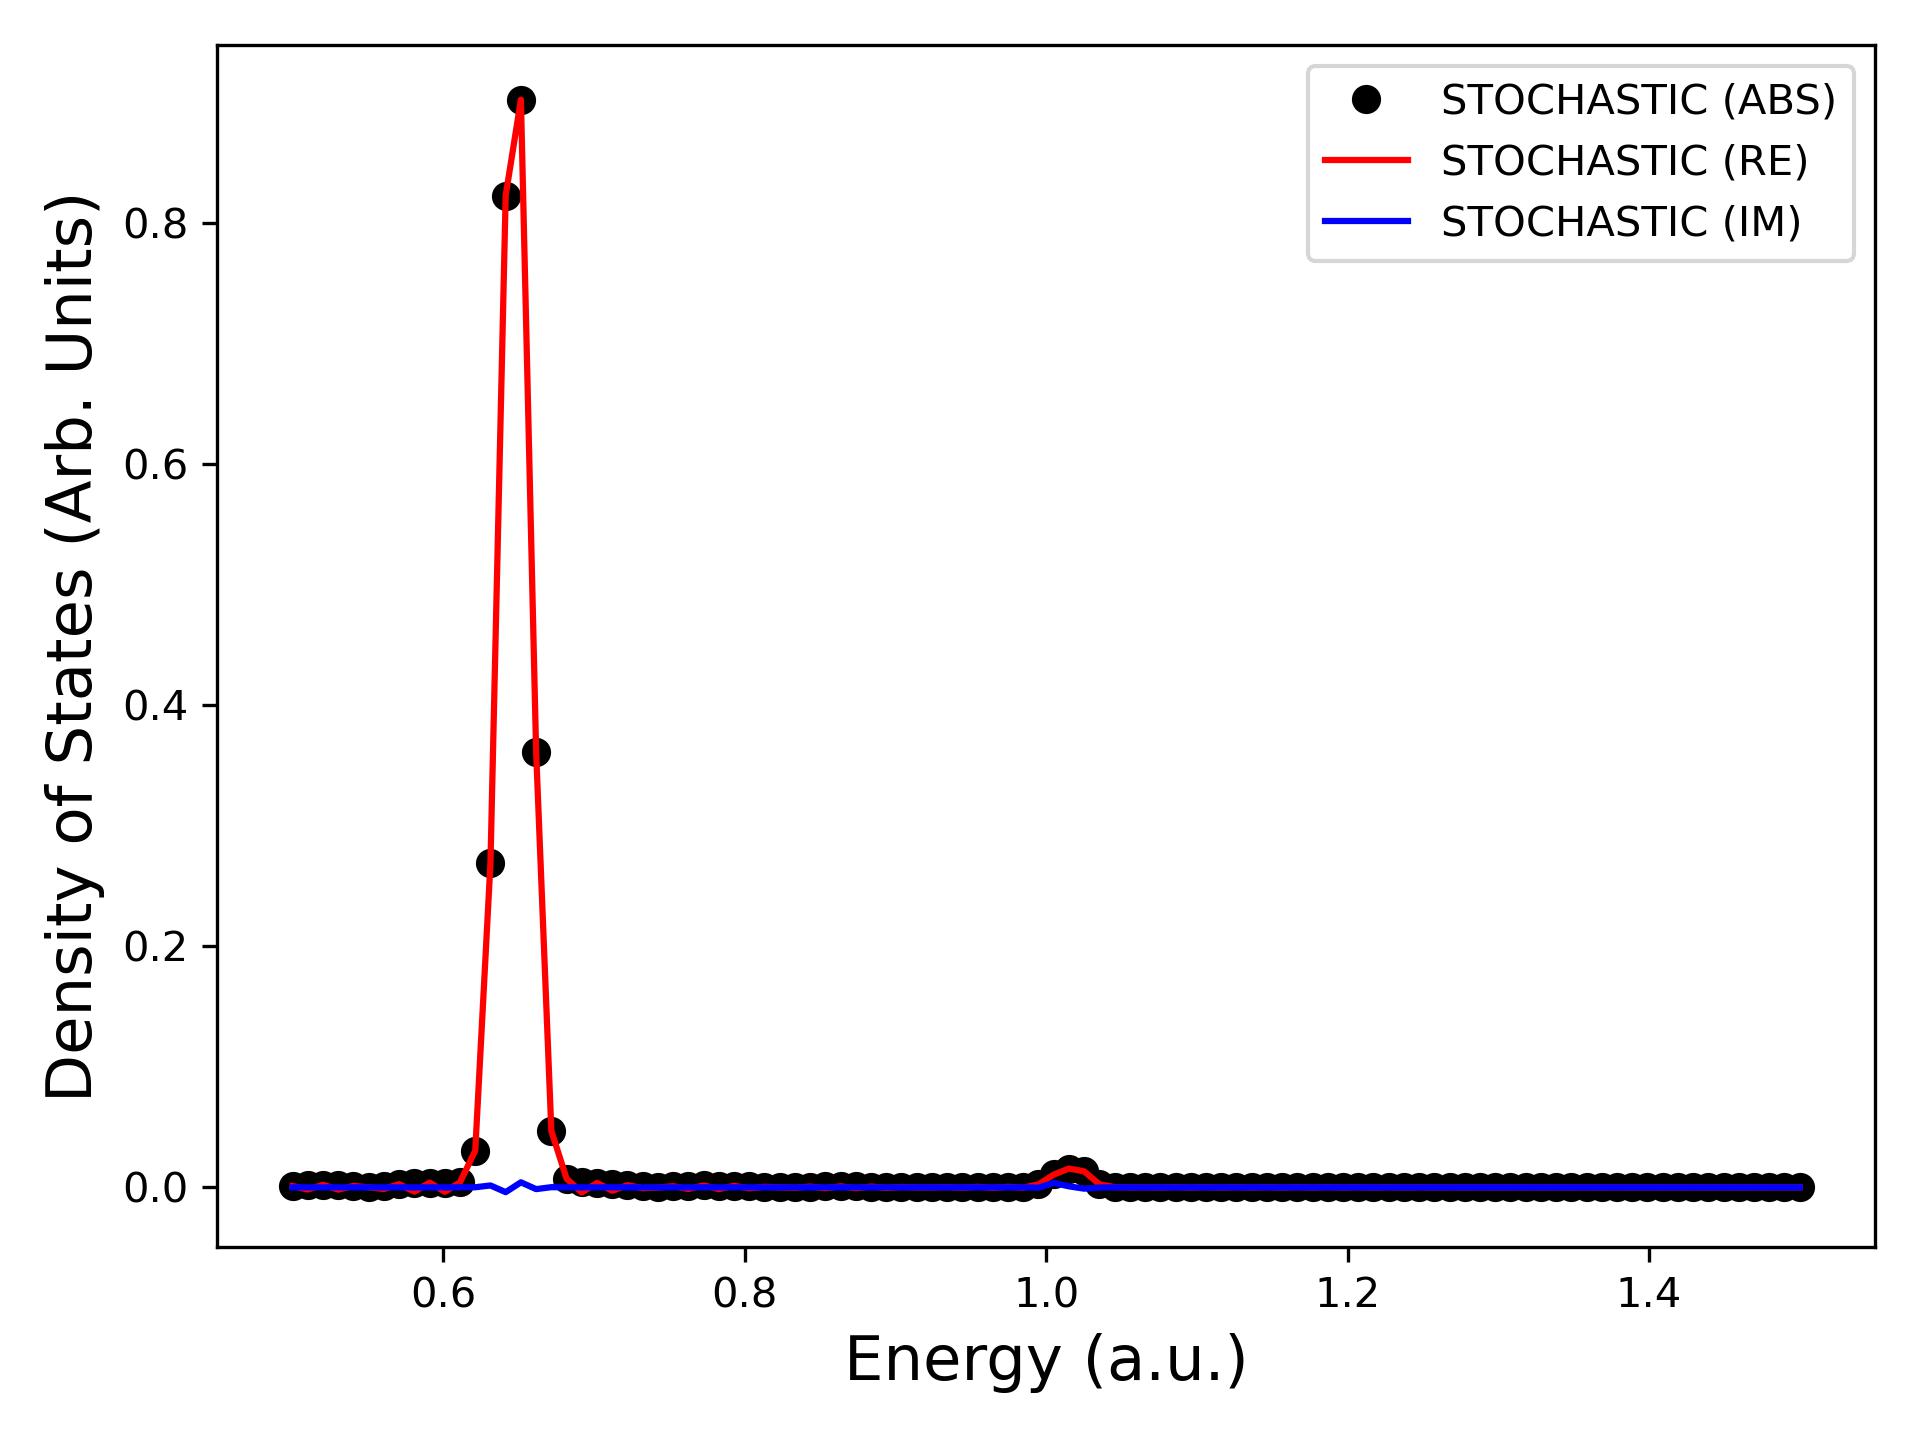 STOCHASTIC (ABS)
STOCHASTIC (RE)
STOCHASTIC (IM)
Density of States (Arb. Units)
0.8
0.6
0.4
0.2
0.0
0.6 0.8 1.0 1.2 1.4
Energy (a.u.)